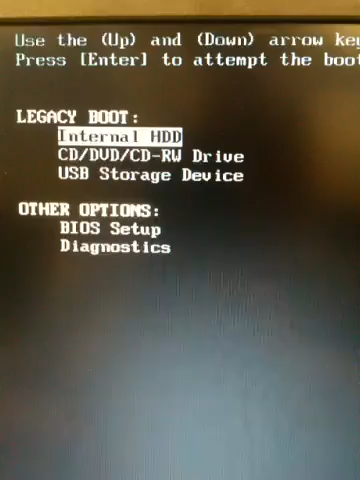 Use the (Up) and (Down) arrow
Press [Enter] to attempt the boot
LEGACY BOOT:
Internal HDD
CD/DVD/CD-RW Drive
USB Storage Device
OTHER OPTIONS:
BIOS Setup
Diagnostics